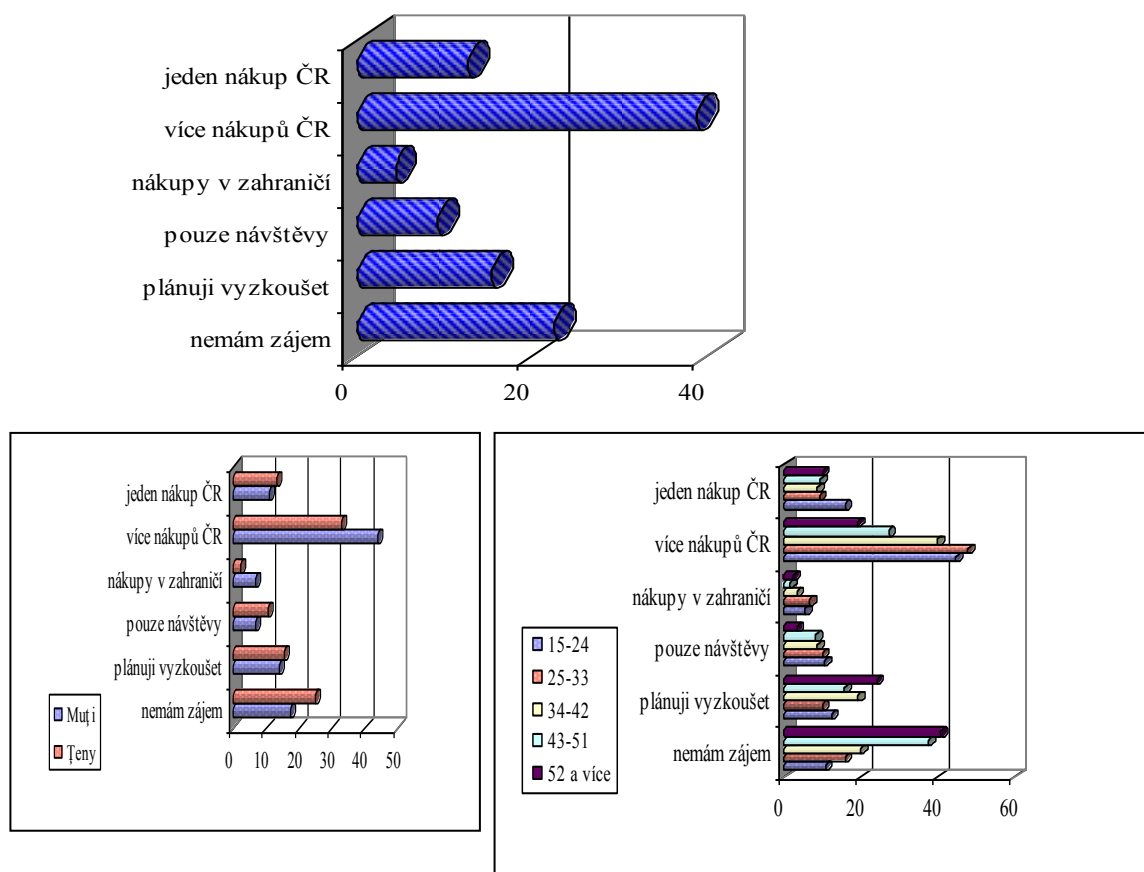 jeden nákup ČR
více nákupů ČR
nákupy v zahraničí
pouze návštěvy
plánuji vyzkoušet
nemám zájem
0 20 40
jeden nákup ČR
více nákupů ČR
nákupy v zahraničí
pouze návštěvy
plánuji vyzkoušet
nemám zájem
Muţi
Ţeny
0 10 20 30 40 50
jeden nákup ČR
více nákupů ČR
nákupy v zahraničí
pouze návštěvy
plánuji vyzkoušet
nemám zájem
15-24
25-33
34-42
43-51
52 a více
0 20 40 60